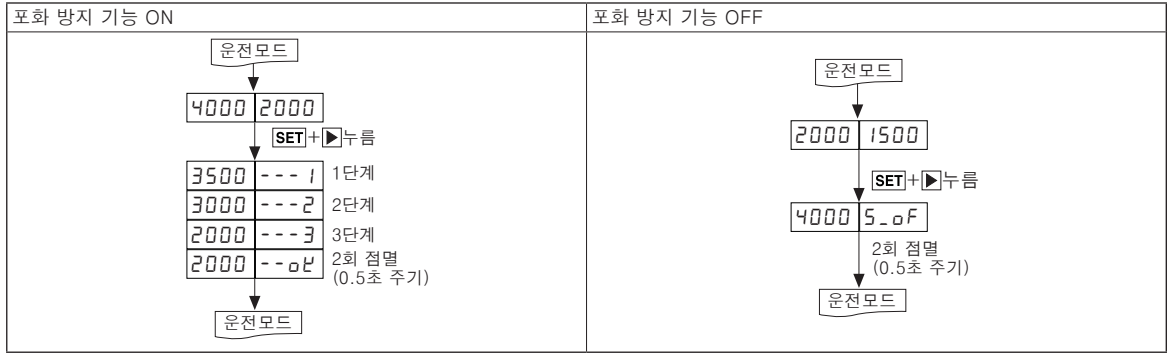 포화 방지 기능 ON
운전모드
4000 2000
SET+▶누름
3500 ---1 1단계
3000 ---2 2단계
2000 ---3 3단계
2000 --oK 2회 점멸
(0.5초 주기)
운전모드
포화 방지 기능 OFF
운전모드
2000 1500
SET+▶누름
4000 S_oF
2회 점멸
(0.5초 주기)
운전모드